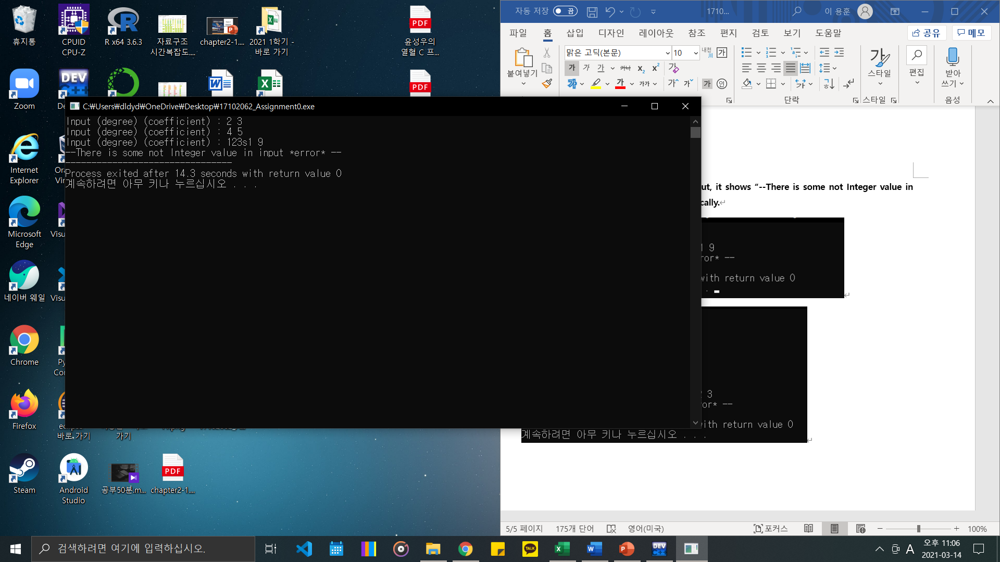 휴지통
CPUID
CPU-Z
R x64 3.6.3
자료구조
시간복잡도....
chapter2-1....
2021 1학기 -
바로 가기
PDF
윤성우의
열혈 C 프...
Zoom
DEV
PDF
Internet
Explorer
Microsoft
Edge
네이버 웨일
Chrome
Firefox
바로 가기
가기
Steam
Android
Studio
공부50분.m...
PDF
chapter2-1....
C:₩Users₩dldyd₩OneDrive₩Desktop₩17102062_Assignment0.exe
Input (degree) (coefficient) : 2 3
Input (degree) (coefficient) : 4 5
Input (degree) (coefficient) : 123s1 9
--There is some not Integer value in input *error* --
--------------------------------
Process exited after 14.3 seconds with return value 0
계속하려면 아무 키나 누르십시오 . . .
자동 저장 끔 1710... 이 용훈
파일 홈 삽입 디자인 레이아웃 참조 편지 검토 보기 도움말 공유 메모
붙여넣기
맑은 고딕(본문) 10
단락
스타일
스타일
편집
받아
쓰기
음성
ut, it shows “--There is some not Integer value in
cally.
1 9
ror* --
with return value 0
3
ror* --
with return value 0
계속하려면 아무 키나 누르십시오 . . .
5/5 페이지 175개 단어 영어(미국) 포커스 100%
검색하려면 여기에 입력하십시오.
TALK
DEV
A
오후 11:06
2021-03-14